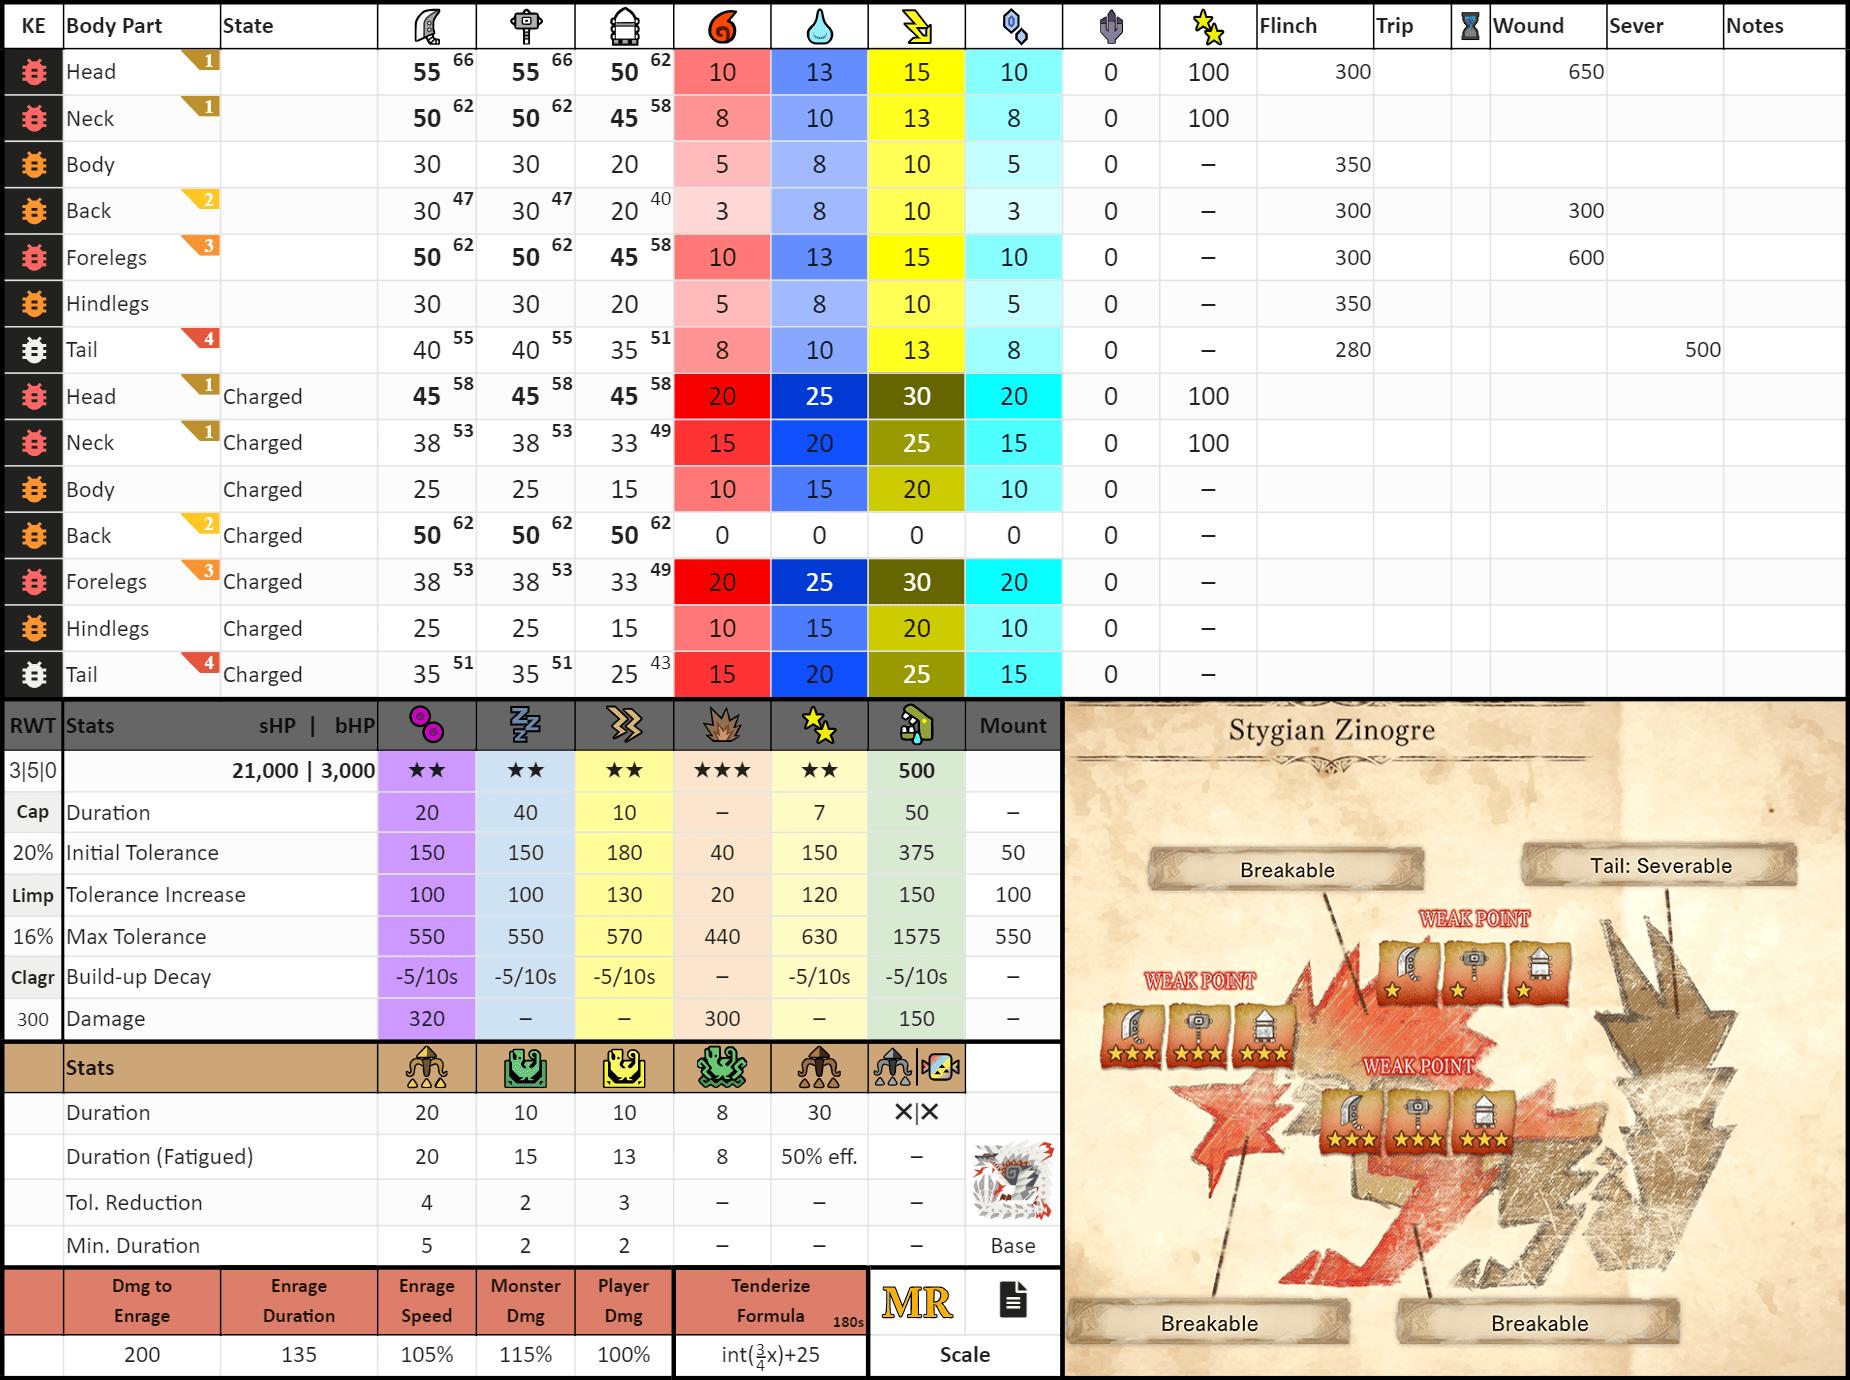 KE Body Part State Flinch Trip Wound Sever Notes
Head 1 55 66 55 66 50 62 10 13 15 10 0 100 300 650
Neck 1 50 62 50 62 45 58 8 10 13 8 0 100
Body 30 30 20 5 8 10 5 0 – 350
Back 2 30 47 30 47 20 40 3 8 10 3 0 – 300 300
Forelegs 3 50 62 50 62 45 58 10 13 15 10 0 – 300 600
Hindlegs 30 30 20 5 8 10 5 0 – 350
Tail 4 40 55 40 55 35 51 8 10 13 8 0 – 280 500
Head 1 Charged 45 58 45 58 45 58 20 25 30 20 0 100
Neck 1 Charged 38 53 38 53 33 49 15 20 25 15 0 100
Body Charged 25 25 15 10 15 20 10 0 –
Back 2 Charged 50 62 50 62 50 62 0 0 0 0 0 –
Forelegs 3 Charged 38 53 38 53 33 49 20 25 30 20 0 –
Hindlegs Charged 25 25 15 10 15 20 10 0 –
Tail 4 Charged 35 51 35 51 25 43 15 20 25 15 0 –
RWT Stats sHP | bHP Mount
3|5|0 21,000 | 3,000 ★★ ★★ ★★ ★★★ ★★ 500
Cap Duration 20 40 10 – 7 50 –
20% Initial Tolerance 150 150 180 40 150 375 50
Limp Tolerance Increase 100 100 130 20 120 150 100
16% Max Tolerance 550 550 570 440 630 1575 550
Clagr Build-up Decay -5/10s -5/10s -5/10s – -5/10s -5/10s –
300 Damage 320 – – 300 – 150 –
Stats
Duration 20 10 10 8 30 ✕|✕
Duration (Fatigued) 20 15 13 8 50% eff. –
Tol. Reduction 4 2 3 – – –
Min. Duration 5 2 2 – – – Base
Dmg to Enrage
Enrage Duration
Enrage Speed
Monster Dmg
Player Dmg
Tenderize Formula 180s
MR
200 135 105% 115% 100% int(3/4x)+25 Scale
Stygian Zinogre
Breakable
Tail: Severable
WEAK POINT
WEAK POINT
WEAK POINT
Breakable
Breakable